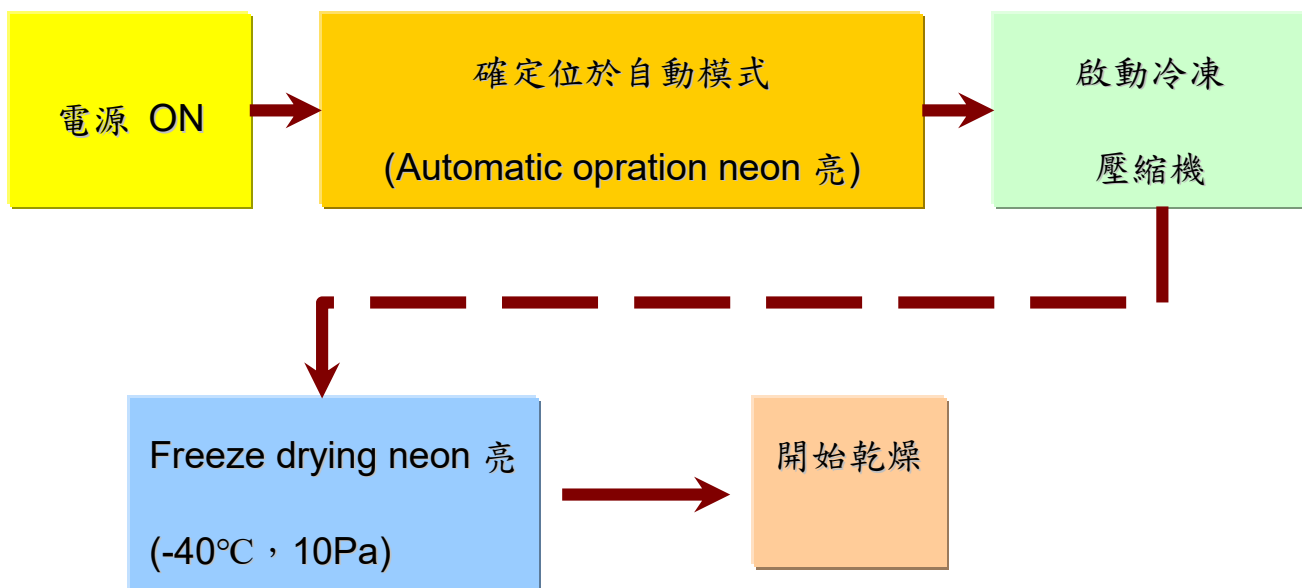 電源 ON
確定位於自動模式
(Automatic opration neon 亮)
啟動冷凍
壓縮機
Freeze drying neon 亮
(-40℃，10Pa)
開始乾燥